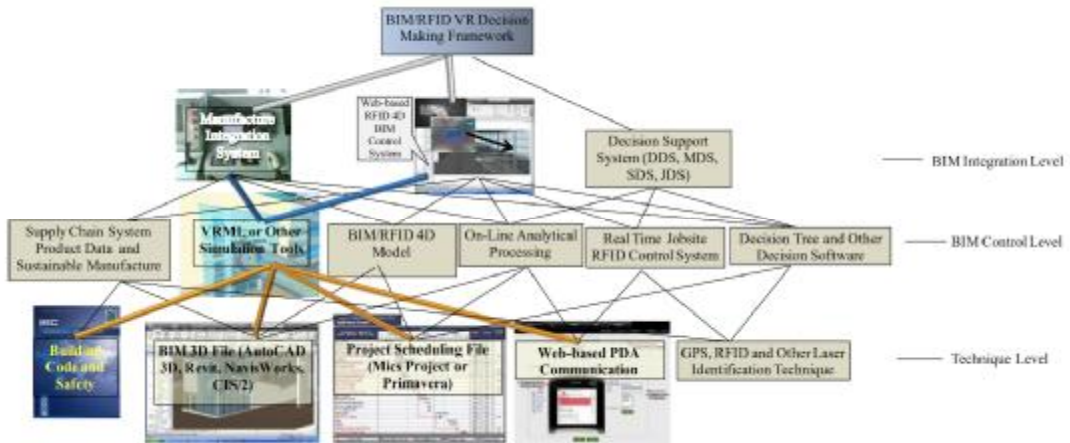 BIM/RFID VR Decision
Making Framework
Manufacture
Integration
System
Web-based
RFID 4D
BIM
Control
System
Decision Support
System (DDS, MDS,
SDS, JDS)
BIM Integration Level
Supply Chain System
Product Data and
Sustainable Manufacture
VRML or Other
Simulation Tools
BIM/RFID 4D
Model
On-Line Analytical
Processing
Real Time Jobsite
RFID Control System
Decision Tree and Other
Decision Software
BIM Control Level
Building
Code and
Safety
BIM 3D File (AutoCAD
3D, Revit, NavisWorks,
CIS/2)
Project Scheduling File
(Mics Project or
Primavera)
Web-based PDA
Communication
GPS, RFID and Other Laser
Identification Technique
Technique Level